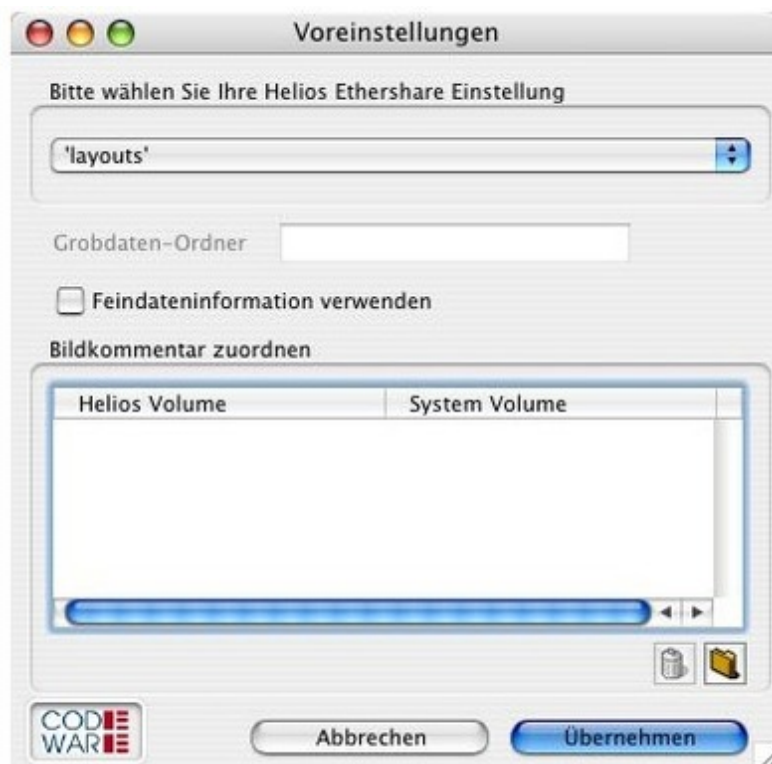 Voreinstellungen
Bitte wählen Sie Ihre Helios Ethershare Einstellung
'layouts'
Grobdaten-Ordner
Feindateninformation verwenden
Bildkommentar zuordnen
Helios Volume System Volume
CODE
WARE
Abbrechen Übernehmen